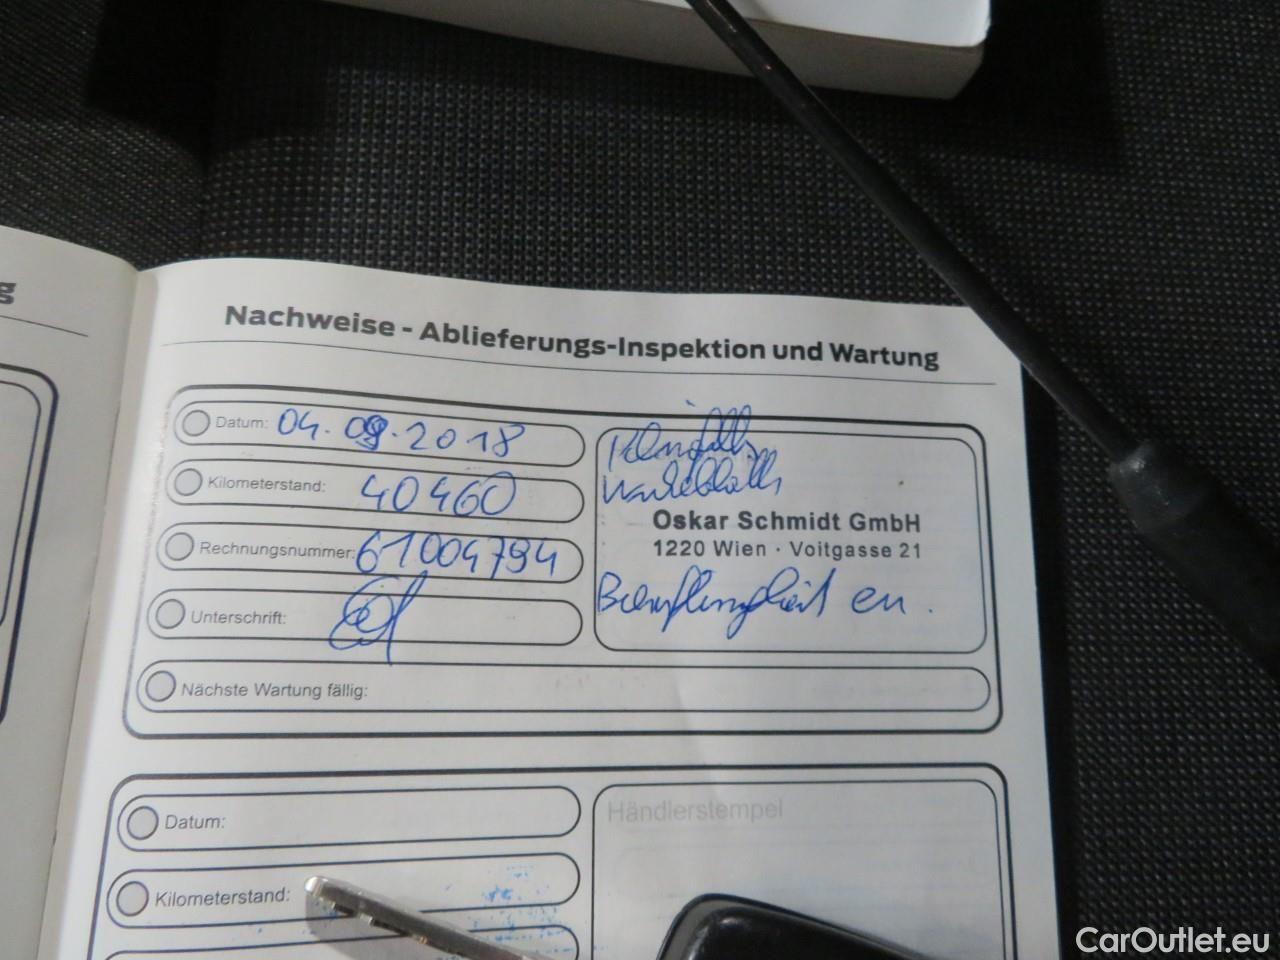 g
Nachweise - Ablieferungs-Inspektion und Wartung
Datum: 04.09.2018
Kilometerstand: 40460
Rechnungsnummer: 61004794
Unterschrift:
Oskar Schmidt GmbH
1220 Wien · Voitgasse 21
Nächste Wartung fällig:
Datum:
Händlerstempel
Kilometerstand:
CarOutlet.eu